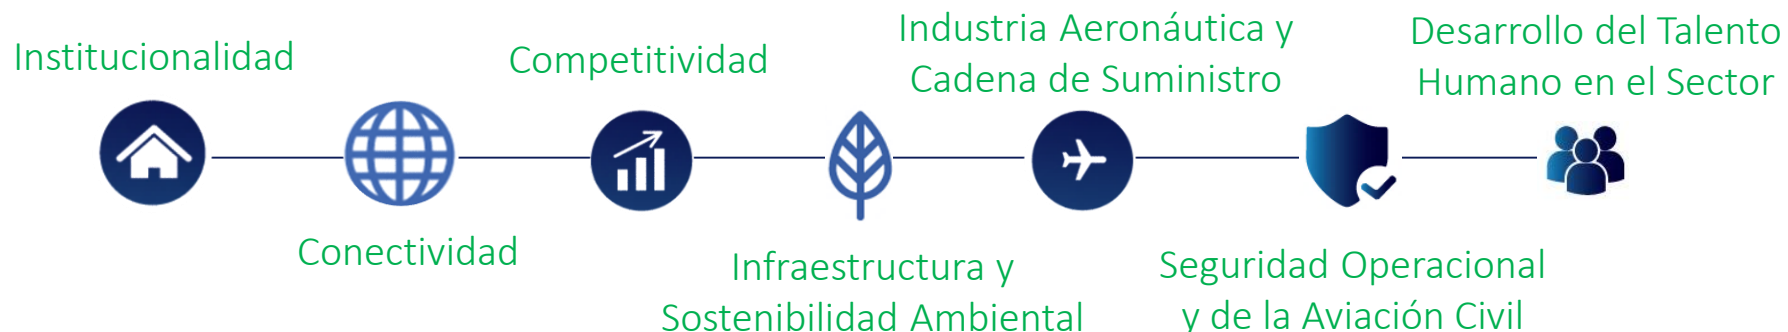 Institucionalidad
Conectividad
Competitividad
Infraestructura y
Sostenibilidad Ambiental
Industria Aeronáutica y
Cadena de Suministro
Seguridad Operacional
y de la Aviación Civil
Desarrollo del Talento
Humano en el Sector